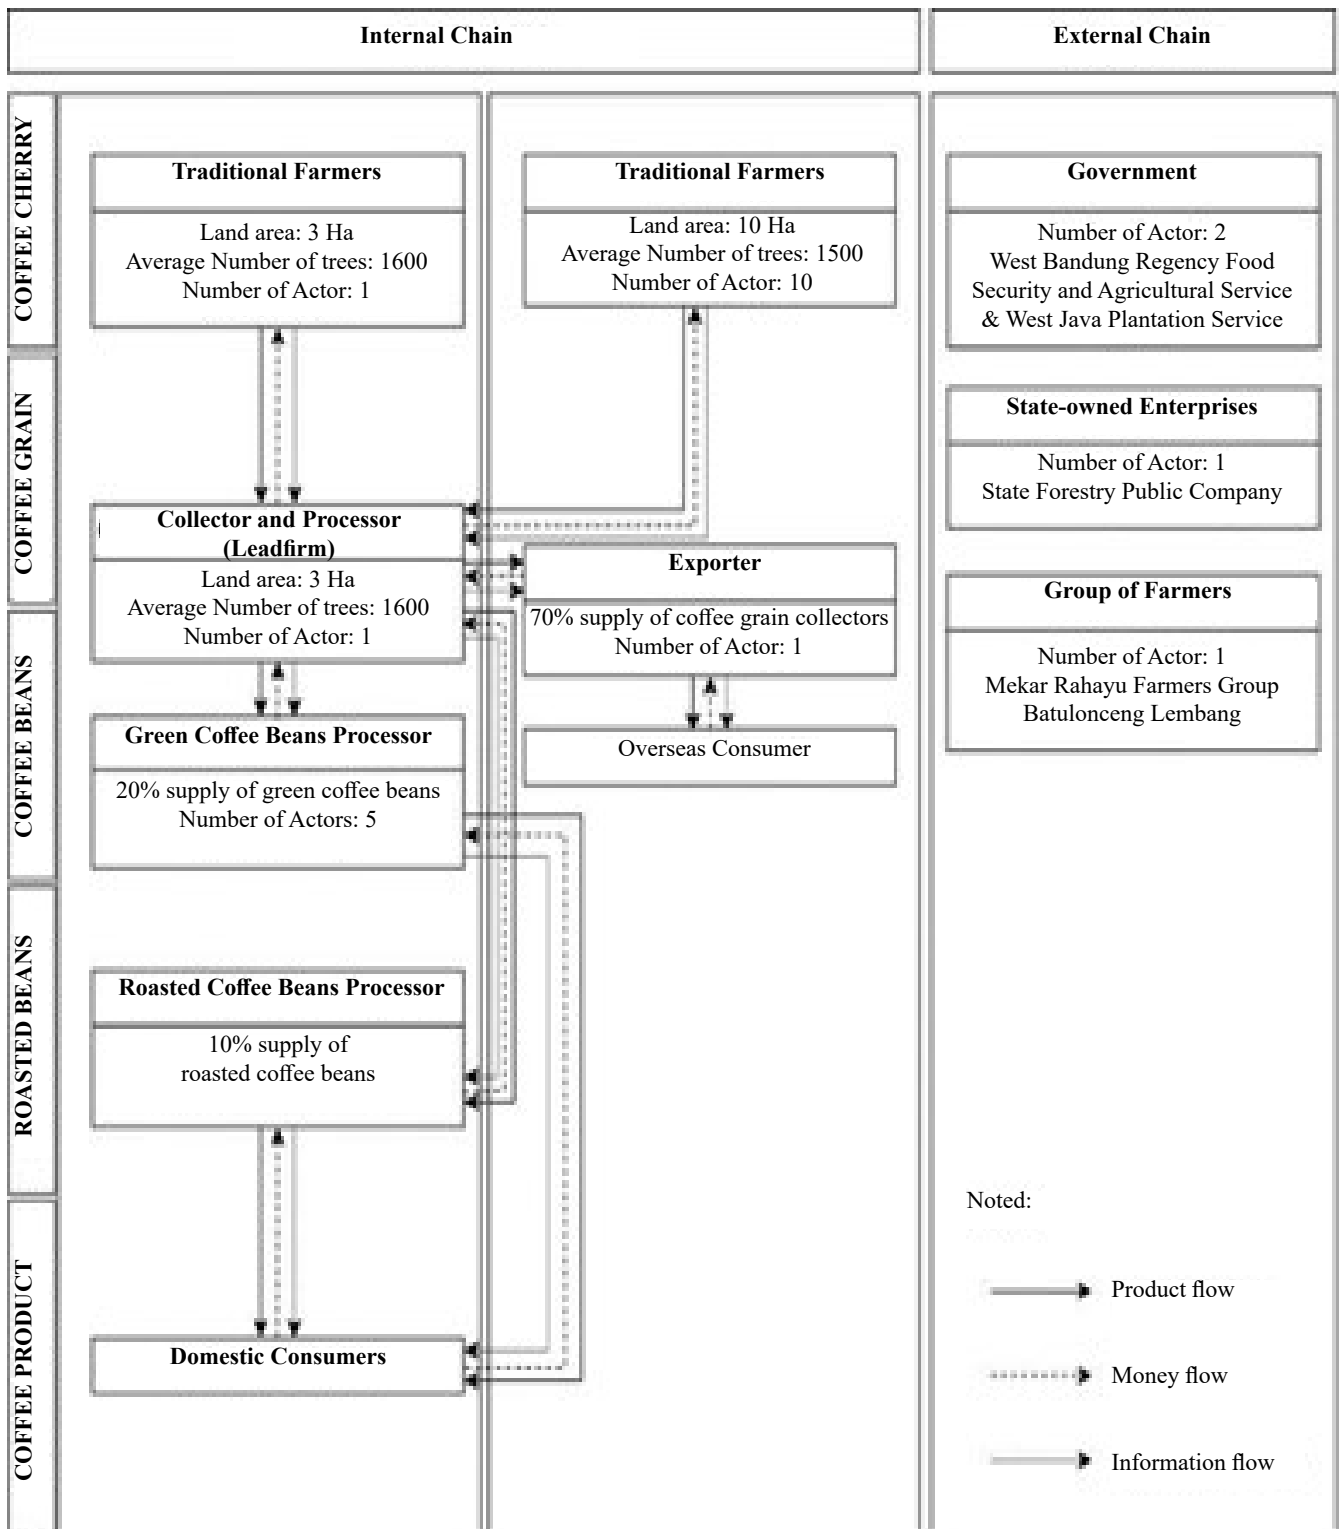 Internal Chain
External Chain
COFFEE CHERRY
COFFEE GRAIN
COFFEE BEANS
ROASTED BEANS
COFFEE PRODUCT
Traditional Farmers
Land area: 3 Ha
Average Number of trees: 1600
Number of Actor: 1
Collector and Processor
(Leadfirm)
Land area: 3 Ha
Average Number of trees: 1600
Number of Actor: 1
Green Coffee Beans Processor
20% supply of green coffee beans
Number of Actors: 5
Roasted Coffee Beans Processor
10% supply of
roasted coffee beans
Domestic Consumers
Traditional Farmers
Land area: 10 Ha
Average Number of trees: 1500
Number of Actor: 10
Exporter
70% supply of coffee grain collectors
Number of Actor: 1
Overseas Consumer
Government
Number of Actor: 2
West Bandung Regency Food
Security and Agricultural Service
& West Java Plantation Service
State-owned Enterprises
Number of Actor: 1
State Forestry Public Company
Group of Farmers
Number of Actor: 1
Mekar Rahayu Farmers Group
Batulonceng Lembang
Noted:
Product flow
Money flow
Information flow